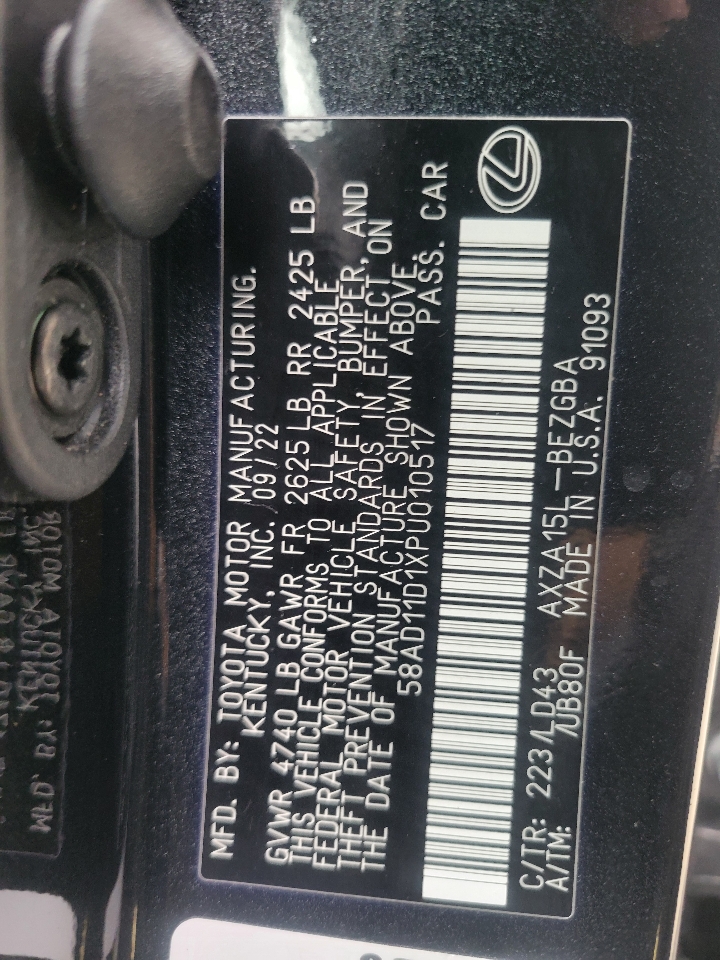 MFD. BY: TOYOTA MOTOR MANUFACTURING.
KENTUCKY, INC. 09/22
GVWR 4740 LB GAWR FR 2625 LB RR 2425 LB
THIS VEHICLE CONFORMS TO ALL APPLICABLE
FEDERAL MOTOR VEHICLE SAFETY, BUMPER, AND
THEFT PREVENTION STANDARDS IN EFFECT ON
THE DATE OF MANUFACTURE SHOWN ABOVE.
58AD11D1XPU010517 PASS. CAR
C/TR: 223/LD43 AXZA15L-BEZGBA
A/TM: /UB80F MADE IN U.S.A. 91093